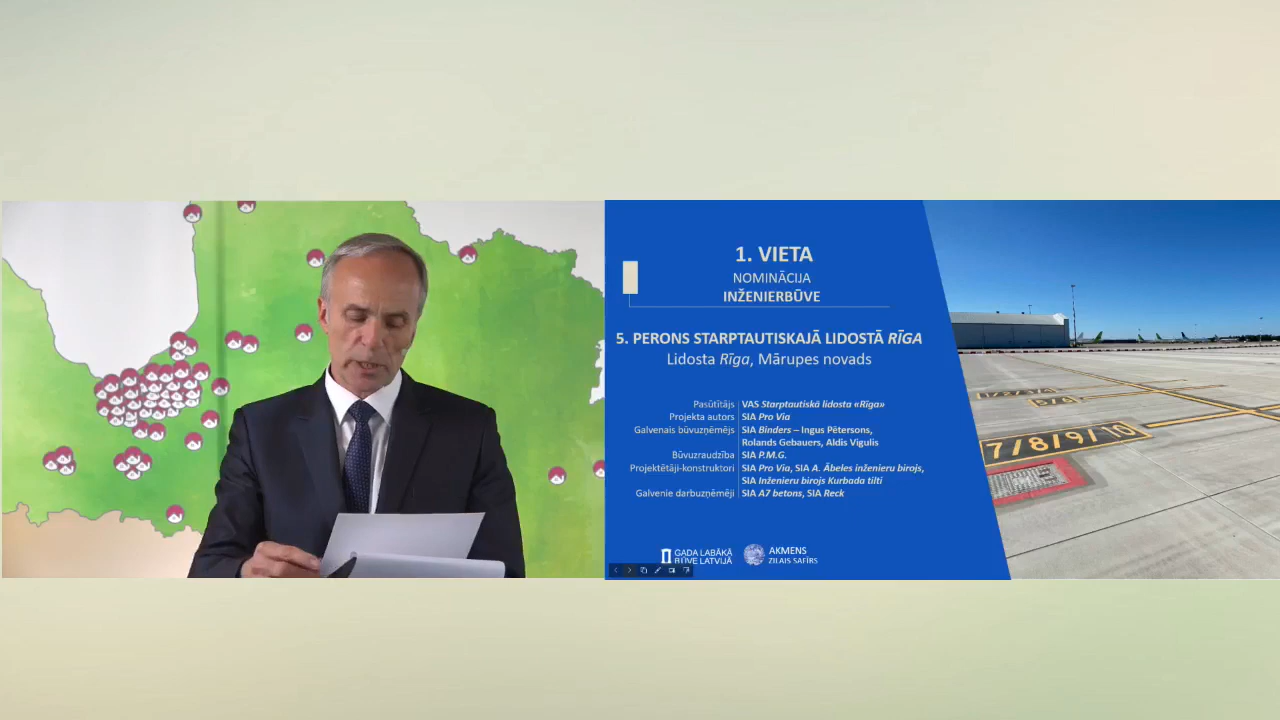 1. VIETA
NOMINĀCIJA
INŽENIERBŪVE
5. PERONS STARPTAUTISKAJĀ LIDOSTĀ RĪGA
Lidosta Rīga, Mārupes novads
Pasūtītājs VAS Starptautiskā lidosta «Rīga»
Projekta autors SIA Pro Via
Galvenais būvuzņēmējs SIA Binders – Ingus Pētersons,
Rolands Gebauers, Aldis Vigulis
Būvuzraudzība SIA P.M.G.
Projektētāji-konstruktori SIA Pro Via, SIA A. Ābeles inženieru birojs,
SIA Inženieru birojs Kurbada tilti
Galvenie darbuzņēmēji SIA A7 betons, SIA Reck
GADA LABĀKĀ
BŪVE LATVIJĀ
AKMENS
ZILAIS SAFĪRS
5/6
7/8/9/10